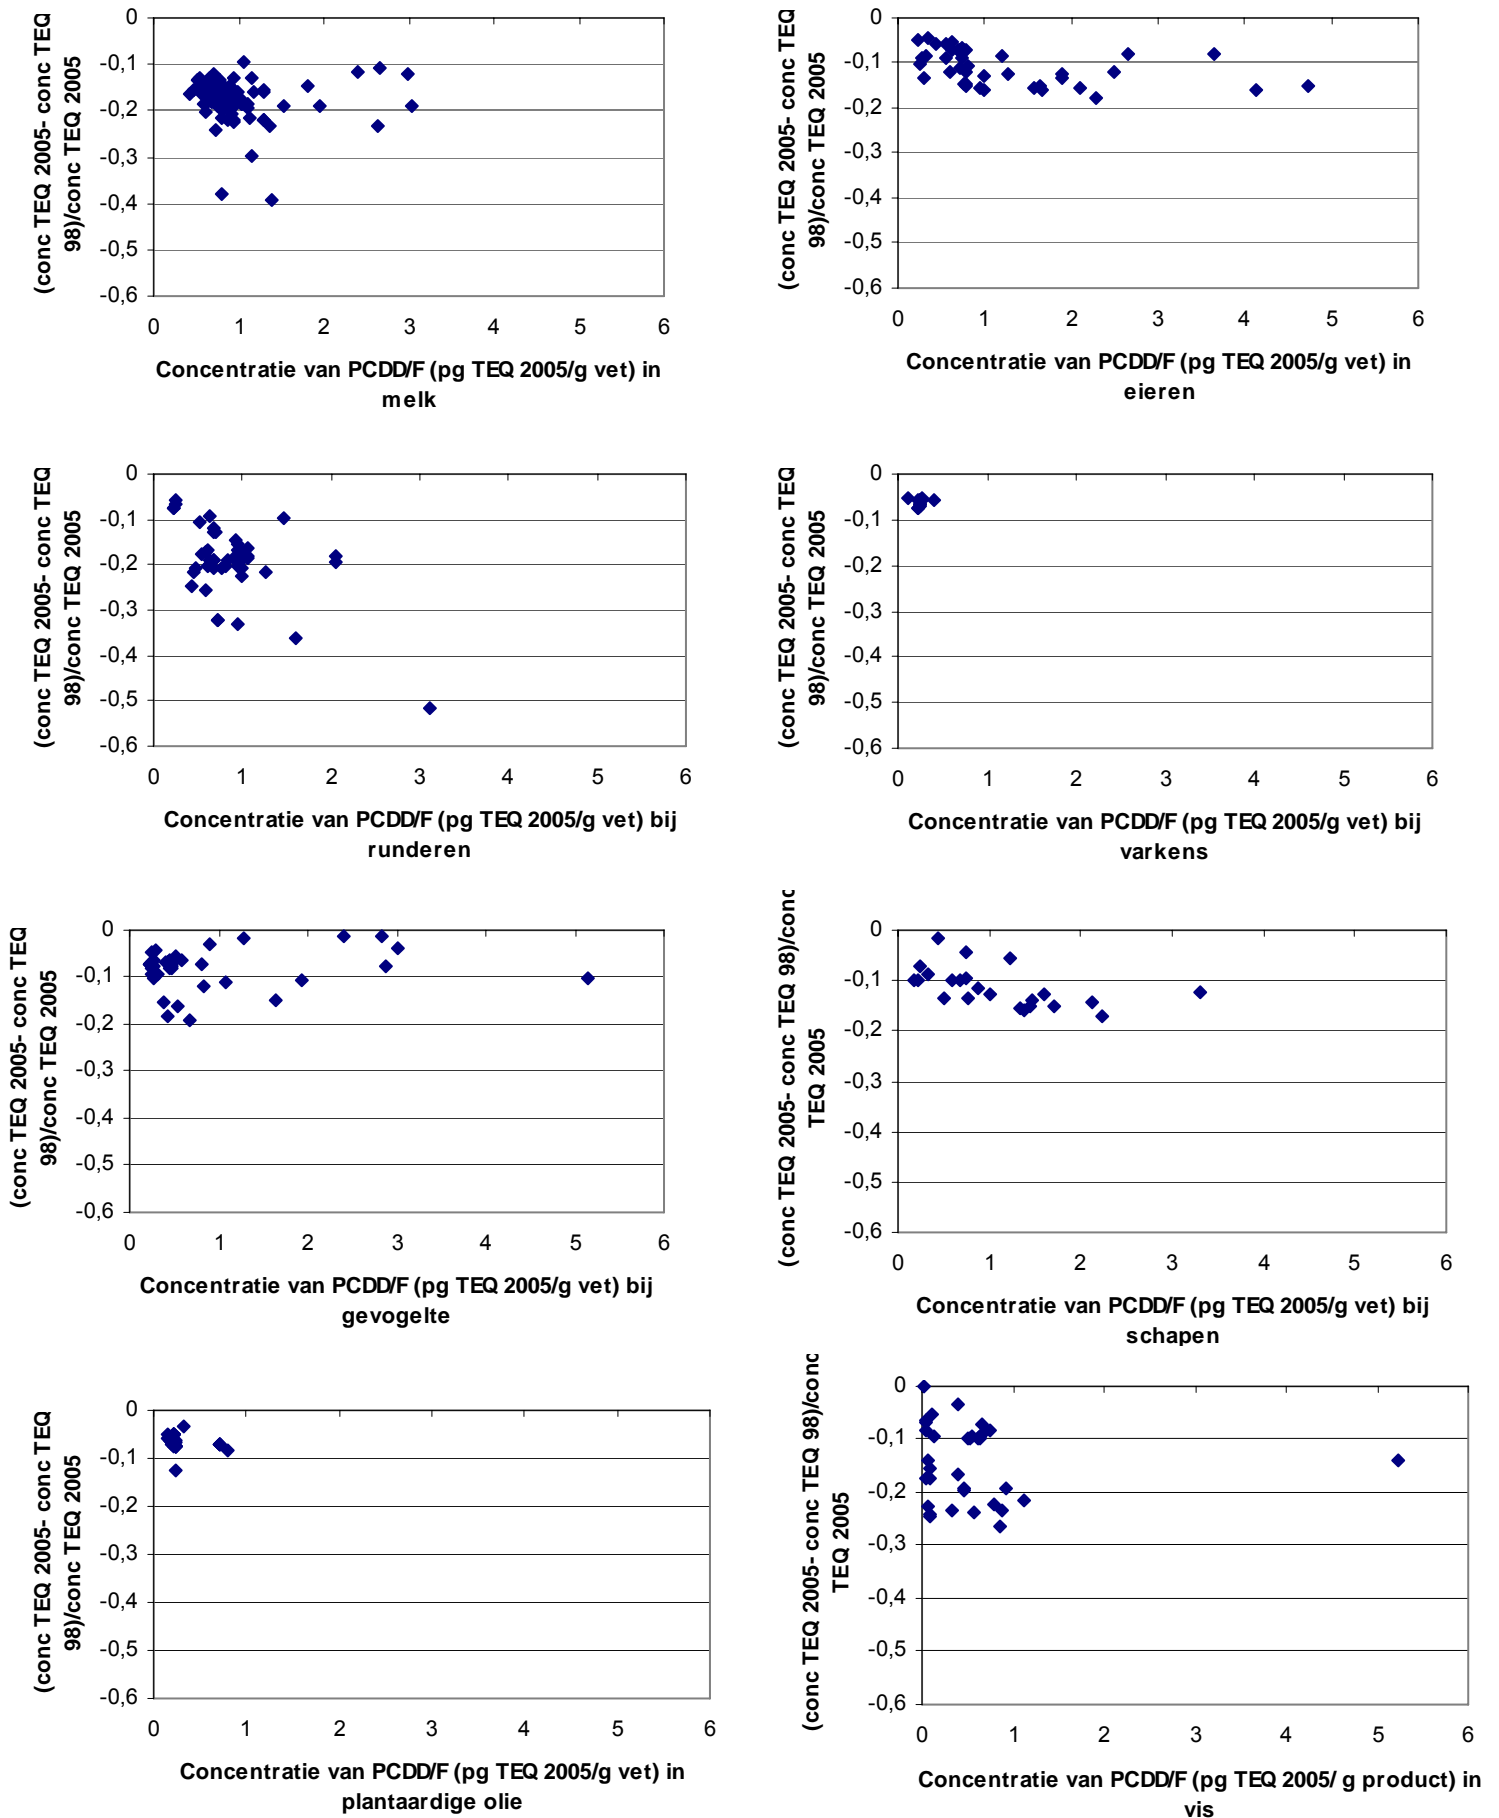 (conc TEQ 2005- conc TEQ
98)/conc TEQ 2005
0
-0,1
-0,2
-0,3
-0,4
-0,5
-0,6
0 1 2 3 4 5 6
Concentratie van PCDD/F (pg TEQ 2005/g vet) in
melk
(conc TEQ 2005- conc TEQ
98)/conc TEQ 2005
0
-0,1
-0,2
-0,3
-0,4
-0,5
-0,6
0 1 2 3 4 5 6
Concentratie van PCDD/F (pg TEQ 2005/g vet) in
eieren
(conc TEQ 2005- conc TEQ
98)/conc TEQ 2005
0
-0,1
-0,2
-0,3
-0,4
-0,5
-0,6
0 1 2 3 4 5 6
Concentratie van PCDD/F (pg TEQ 2005/g vet) bij
runderen
(conc TEQ 2005- conc TEQ
98)/conc TEQ 2005
0
-0,1
-0,2
-0,3
-0,4
-0,5
-0,6
0 1 2 3 4 5 6
Concentratie van PCDD/F (pg TEQ 2005/g vet) bij
varkens
(conc TEQ 2005- conc TEQ
98)/conc TEQ 2005
0
-0,1
-0,2
-0,3
-0,4
-0,5
-0,6
0 1 2 3 4 5 6
Concentratie van PCDD/F (pg TEQ 2005/g vet) bij
gevogelte
(conc TEQ 2005- conc TEQ 98)/conc
TEQ 2005
0
-0,1
-0,2
-0,3
-0,4
-0,5
-0,6
0 1 2 3 4 5 6
Concentratie van PCDD/F (pg TEQ 2005/g vet) bij
schapen
(conc TEQ 2005- conc TEQ
98)/conc TEQ 2005
0
-0,1
-0,2
-0,3
-0,4
-0,5
-0,6
0 1 2 3 4 5 6
Concentratie van PCDD/F (pg TEQ 2005/g vet) in
plantaardige olie
(conc TEQ 2005- conc TEQ 98)/conc
TEQ 2005
0
-0,1
-0,2
-0,3
-0,4
-0,5
-0,6
0 1 2 3 4 5 6
Concentratie van PCDD/F (pg TEQ 2005/ g product) in
vis